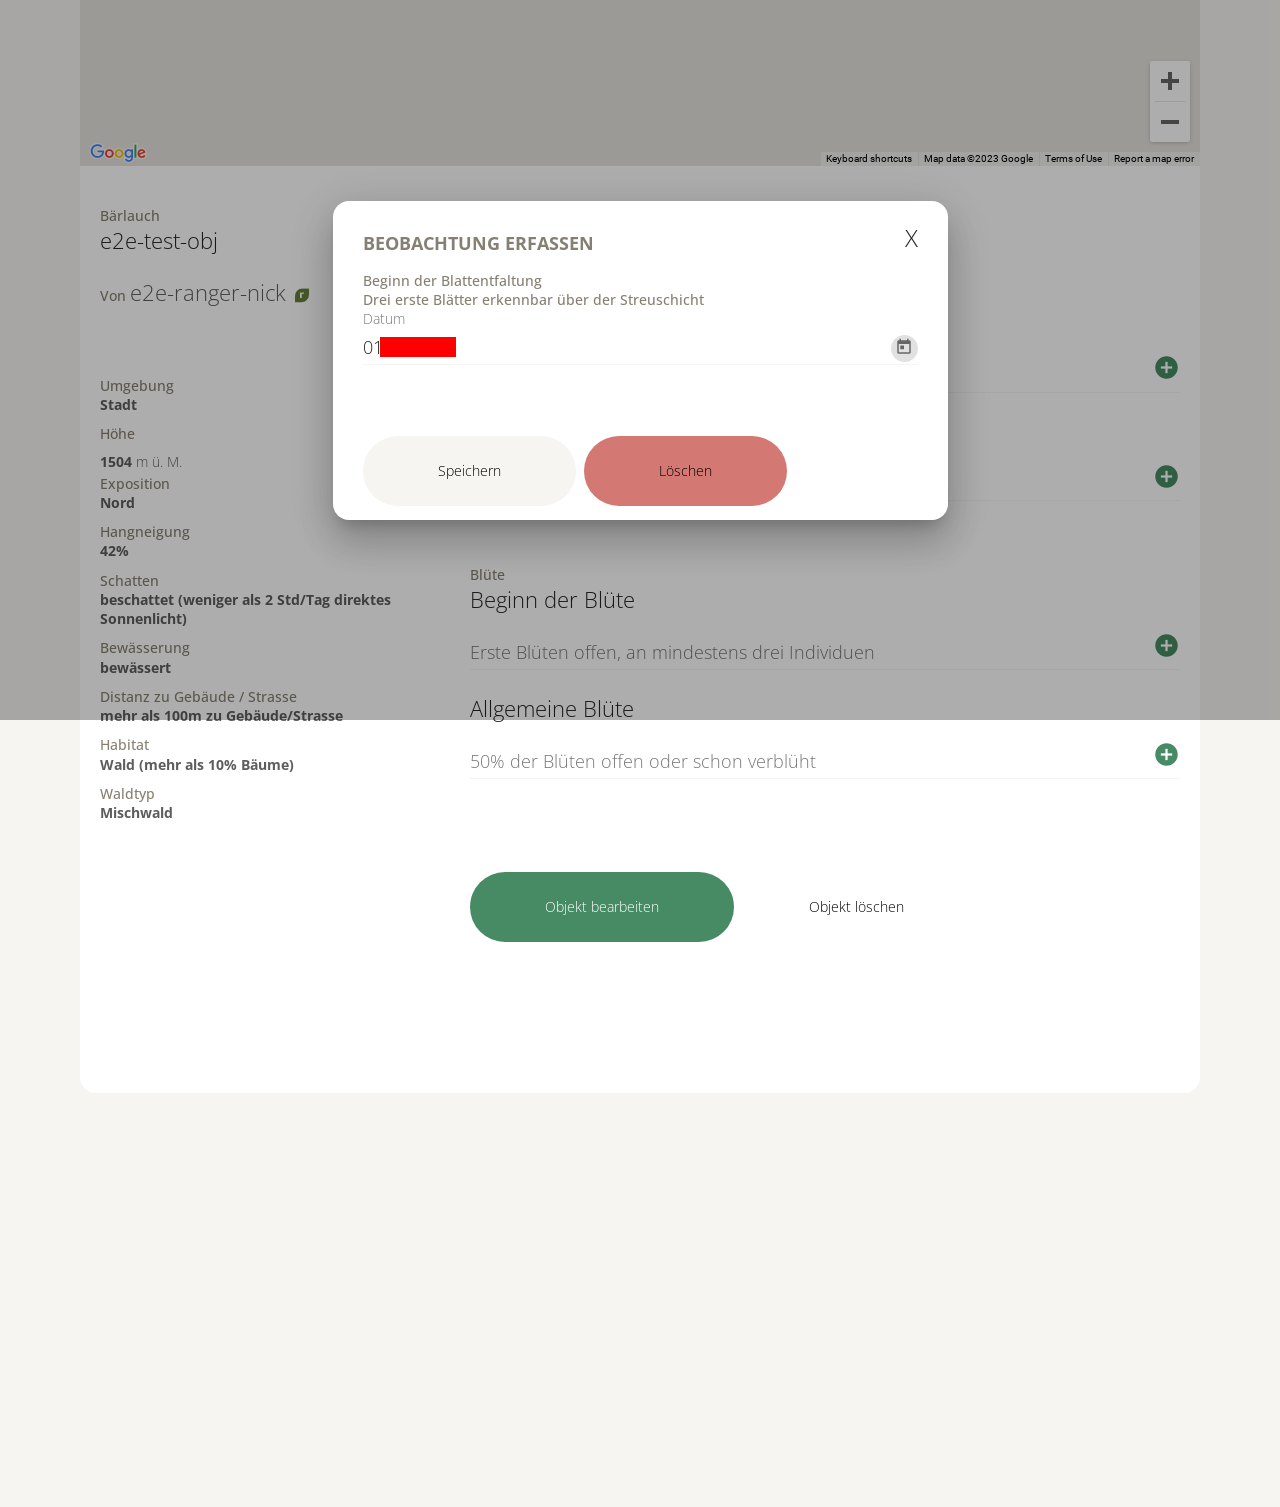 Google
Keyboard shortcuts
Map data ©2023 Google
Terms of Use
Report a map error
Bärlauch
e2e-test-obj
Von e2e-ranger-nick
Umgebung
Stadt
Höhe
1504 m ü. M.
Exposition
Nord
Hangneigung
42%
Schatten
beschattet (weniger als 2 Std/Tag direktes
Sonnenlicht)
Bewässerung
bewässert
Distanz zu Gebäude / Strasse
mehr als 100m zu Gebäude/Strasse
Habitat
Wald (mehr als 10% Bäume)
Waldtyp
Mischwald
BEOBACHTUNG ERFASSEN
X
Beginn der Blattentfaltung
Drei erste Blätter erkennbar über der Streuschicht
Datum
01
Speichern
Löschen
Blüte
Beginn der Blüte
Erste Blüten offen, an mindestens drei Individuen
Allgemeine Blüte
50% der Blüten offen oder schon verblüht
Objekt bearbeiten
Objekt löschen